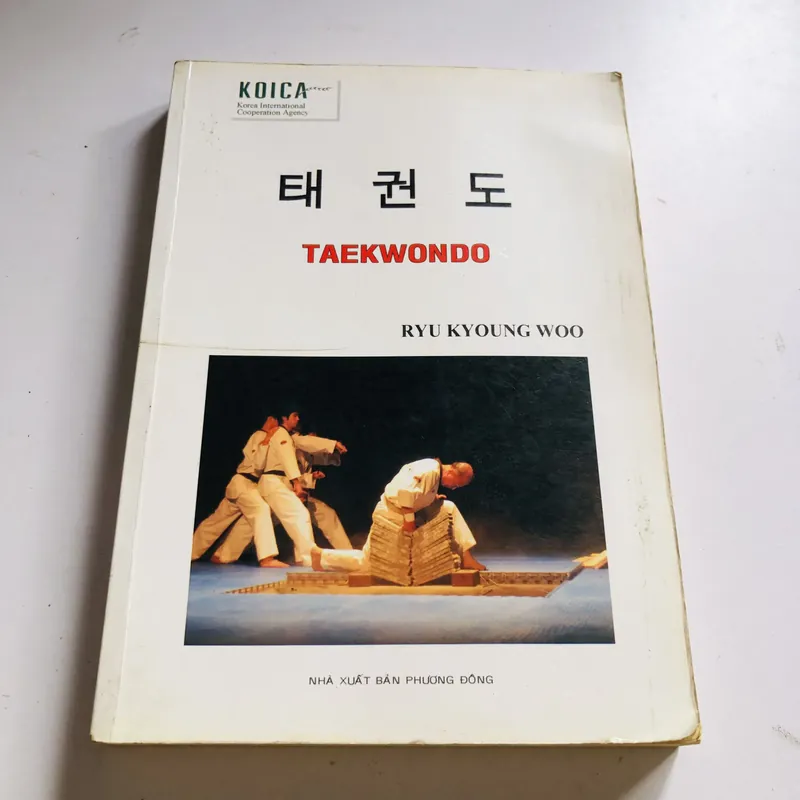 KOICA
Korea International
Cooperation Agency
태 권 도
TAEKWONDO
RYU KYOUNG WOO
NHÀ XUẤT BẢN PHƯƠNG ĐÔNG